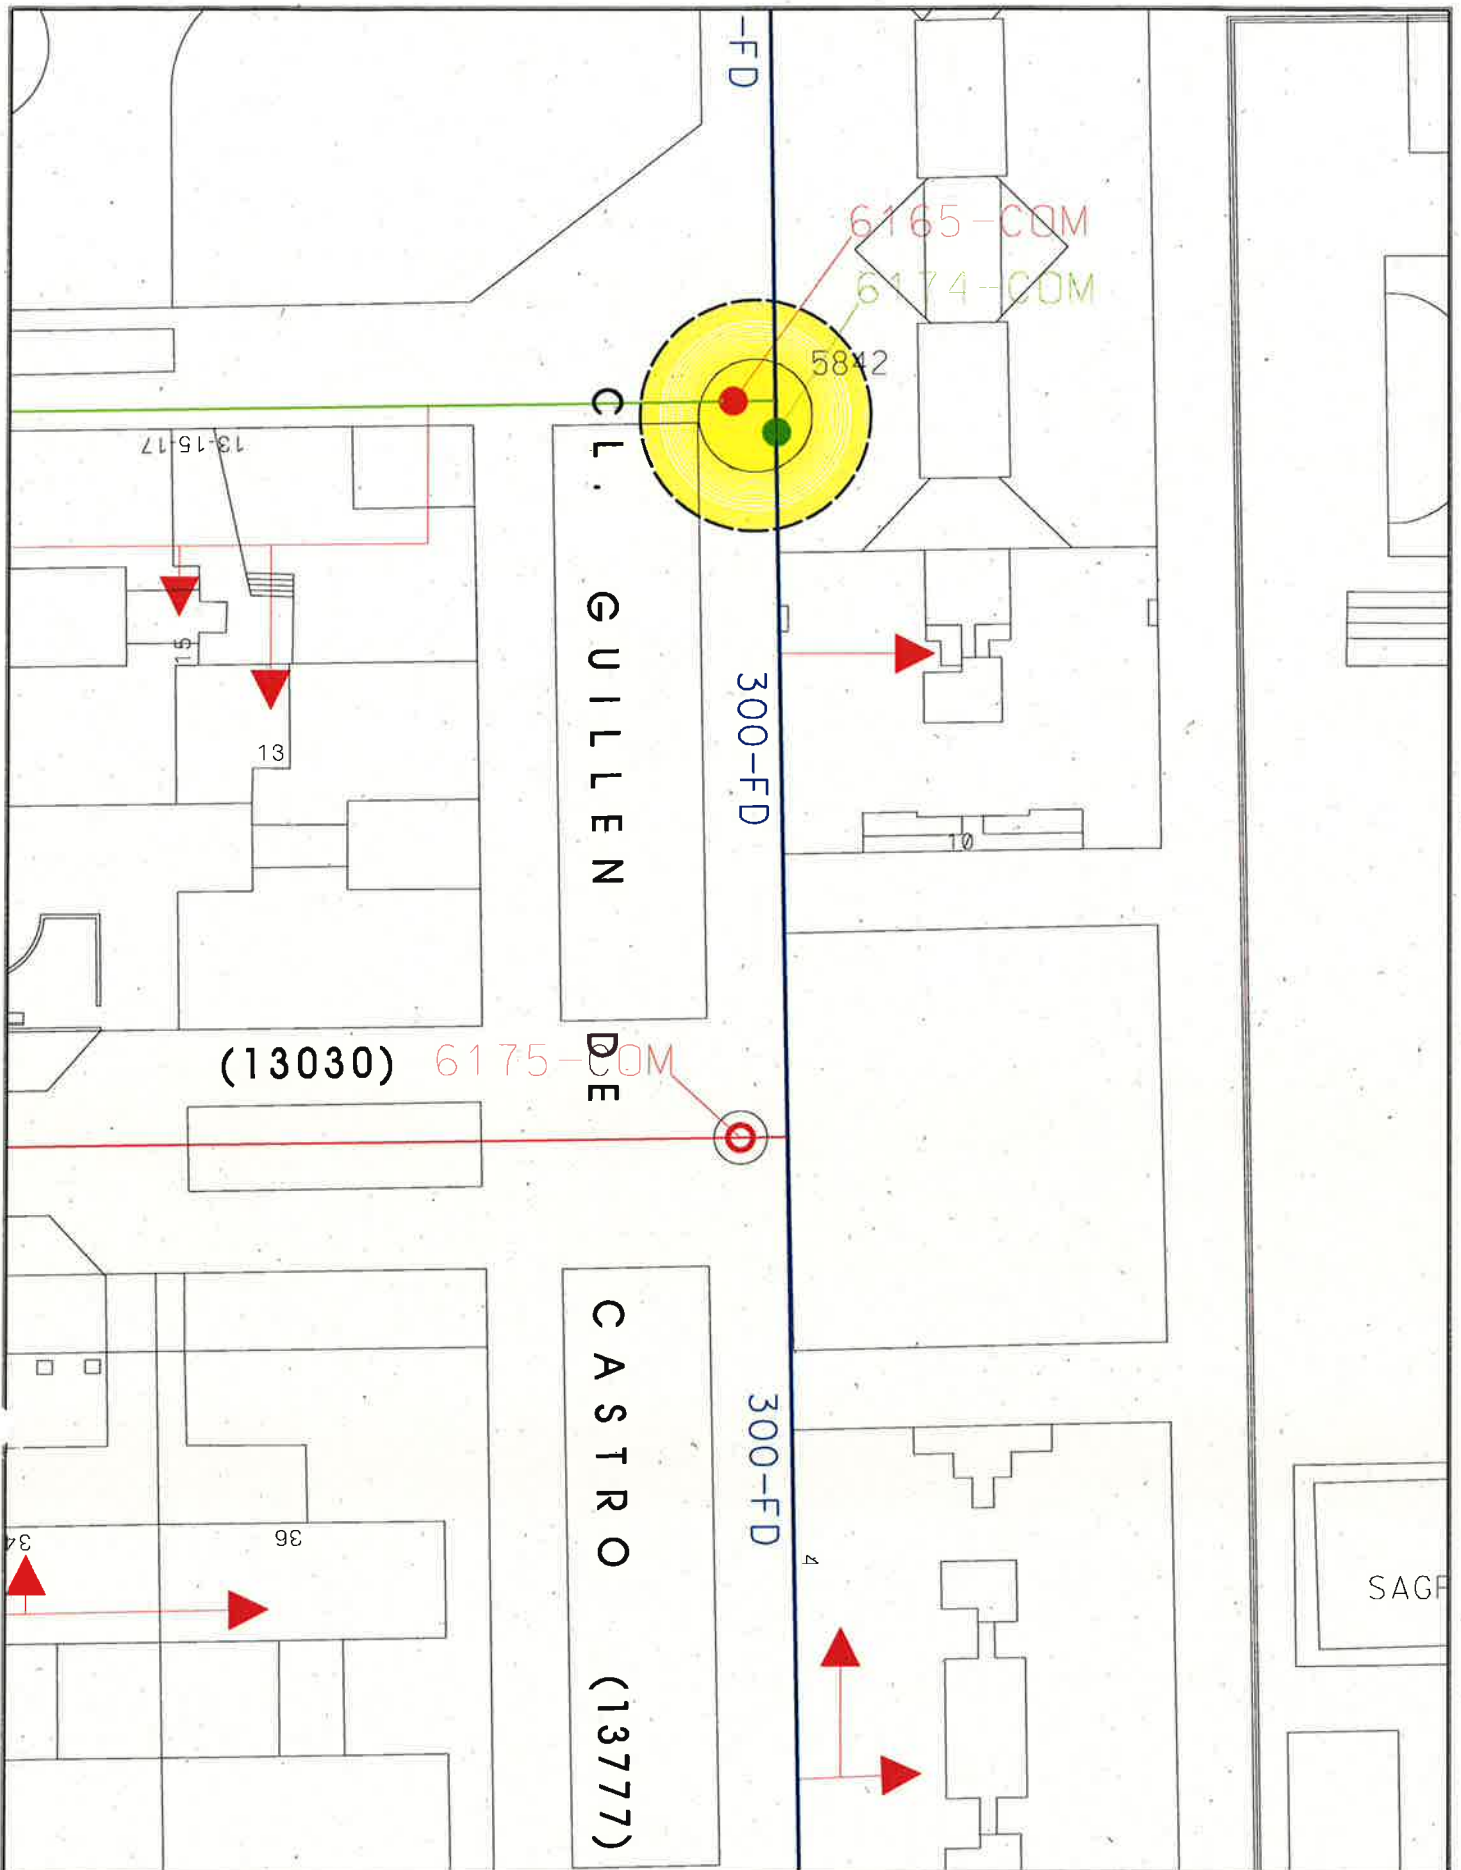 -FD
6165-COM
6174-COM
5842
13-15-17
CL. GUILLEN DE CASTRO (13777)
15
300-FD
13
10
(13030)
6175-COM
300-FD
34
36
4
SAGF